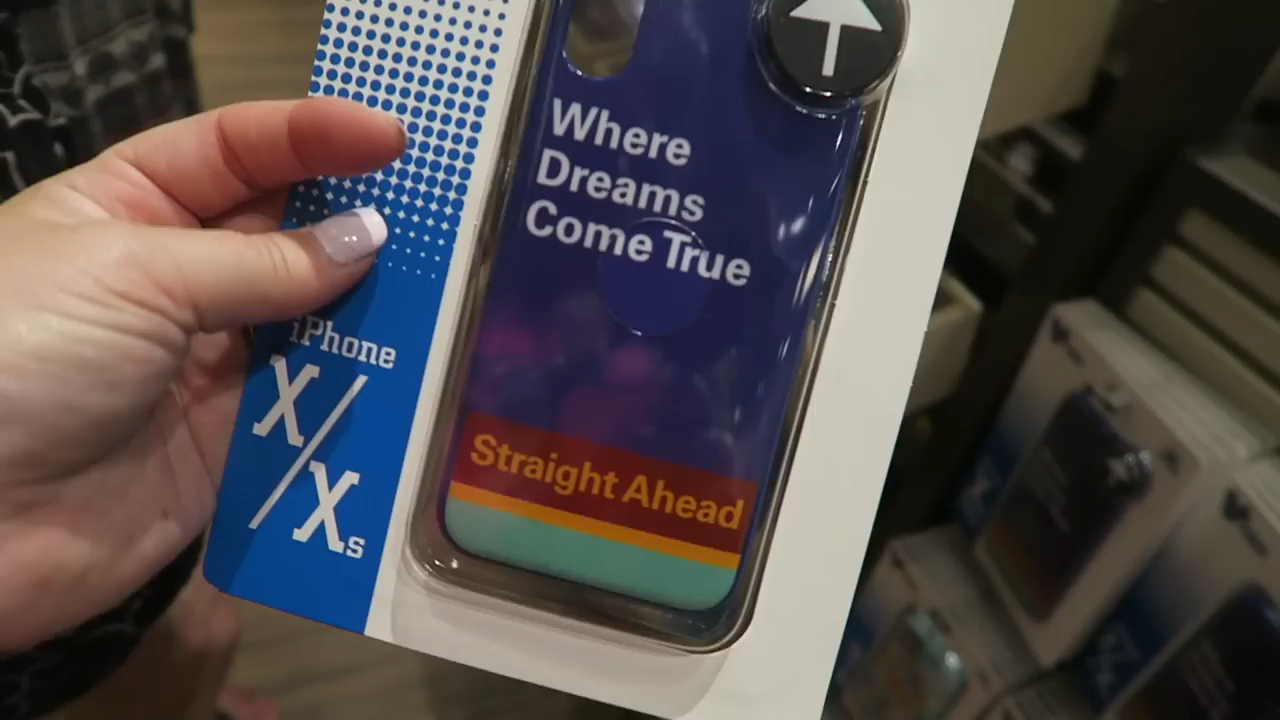 Where
Dreams
Come True
Straight Ahead
iPhone
X/Xs